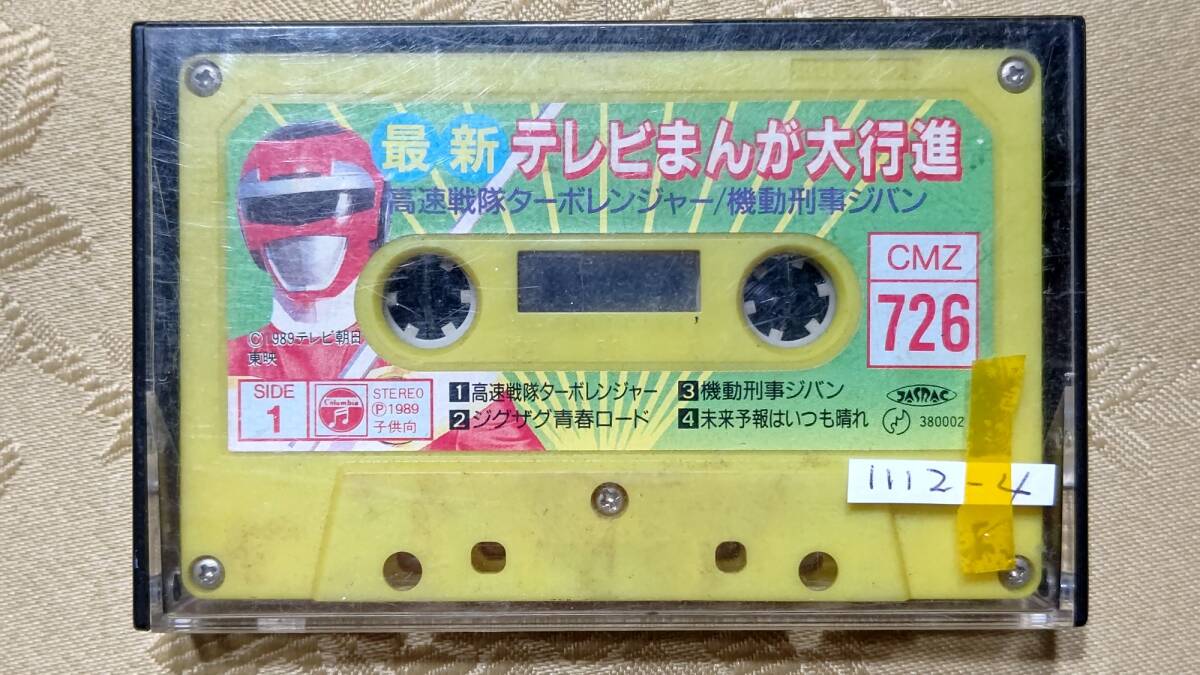 最新 テレビまんが大行進
高速戦隊ターボレンジャー/機動刑事ジバン
CMZ
726
©1989テレビ朝日
東映
SIDE
1
Columbia
STEREO
Ⓟ1989
子供向
1 高速戦隊ターボレンジャー
2 ジグザグ青春ロード
3 機動刑事ジバン
4 未来予報はいつも晴れ
JASRAC
380002
1112-4